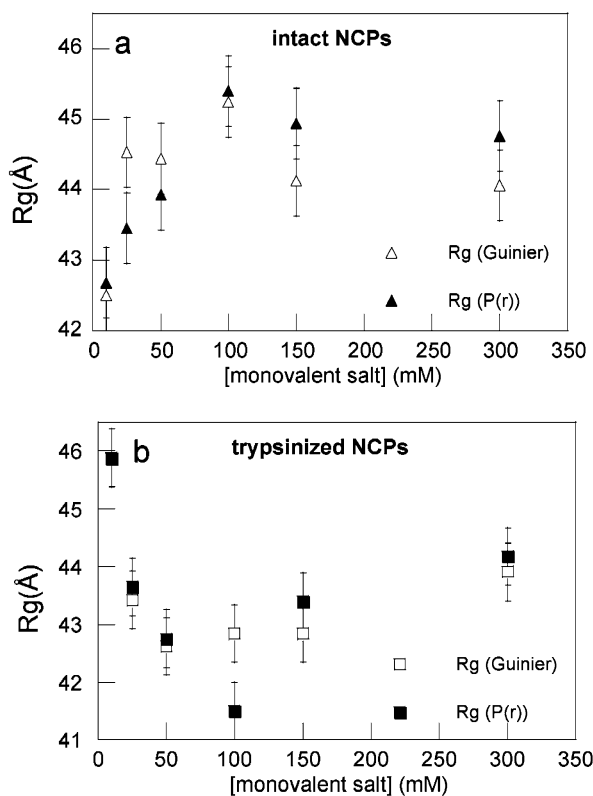 a intact NCPs
46
45
44
43
42
Rg(Å)
Rg (Guinier)
Rg (P(r))
0 50 100 150 200 250 300 350
[monovalent salt] (mM)
b trypsinized NCPs
46
45
44
43
42
41
Rg(Å)
Rg (Guinier)
Rg (P(r))
0 50 100 150 200 250 300 350
[monovalent salt] (mM)